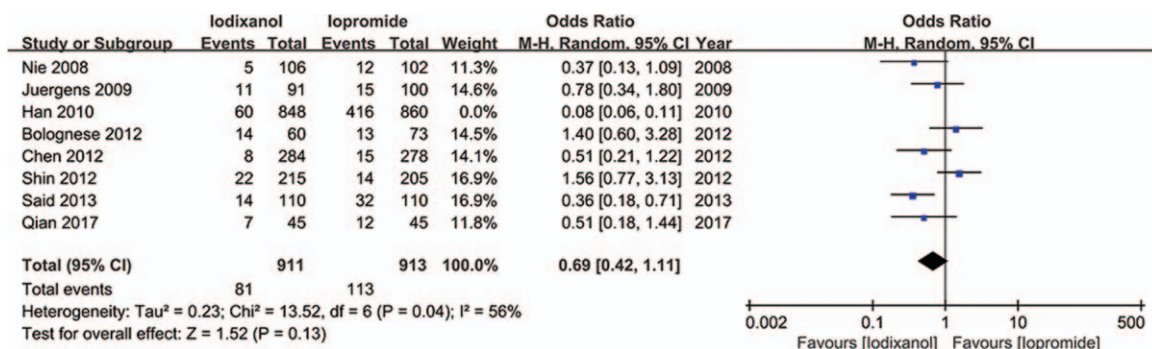 Iodixanol Iopromide Odds Ratio Odds Ratio
Study or Subgroup Events Total Events Total Weight M-H, Random, 95% CI Year M-H, Random, 95% CI
Nie 2008 5 106 12 102 11.3% 0.37 [0.13, 1.09] 2008
Juergens 2009 11 91 15 100 14.6% 0.78 [0.34, 1.80] 2009
Han 2010 60 848 416 860 0.0% 0.08 [0.06, 0.11] 2010
Bolognese 2012 14 60 13 73 14.5% 1.40 [0.60, 3.28] 2012
Chen 2012 8 284 15 278 14.1% 0.51 [0.21, 1.22] 2012
Shin 2012 22 215 14 205 16.9% 1.56 [0.77, 3.13] 2012
Said 2013 14 110 32 110 16.9% 0.36 [0.18, 0.71] 2013
Qian 2017 7 45 12 45 11.8% 0.51 [0.18, 1.44] 2017
Total (95% CI) 911 913 100.0% 0.69 [0.42, 1.11]
Total events 81 113
Heterogeneity: Tau² = 0.23; Chi² = 13.52, df = 6 (P = 0.04); I² = 56%
Test for overall effect: Z = 1.52 (P = 0.13)
0.002 0.1 1 10 500
Favours [Iodixanol] Favours [Iopromide]